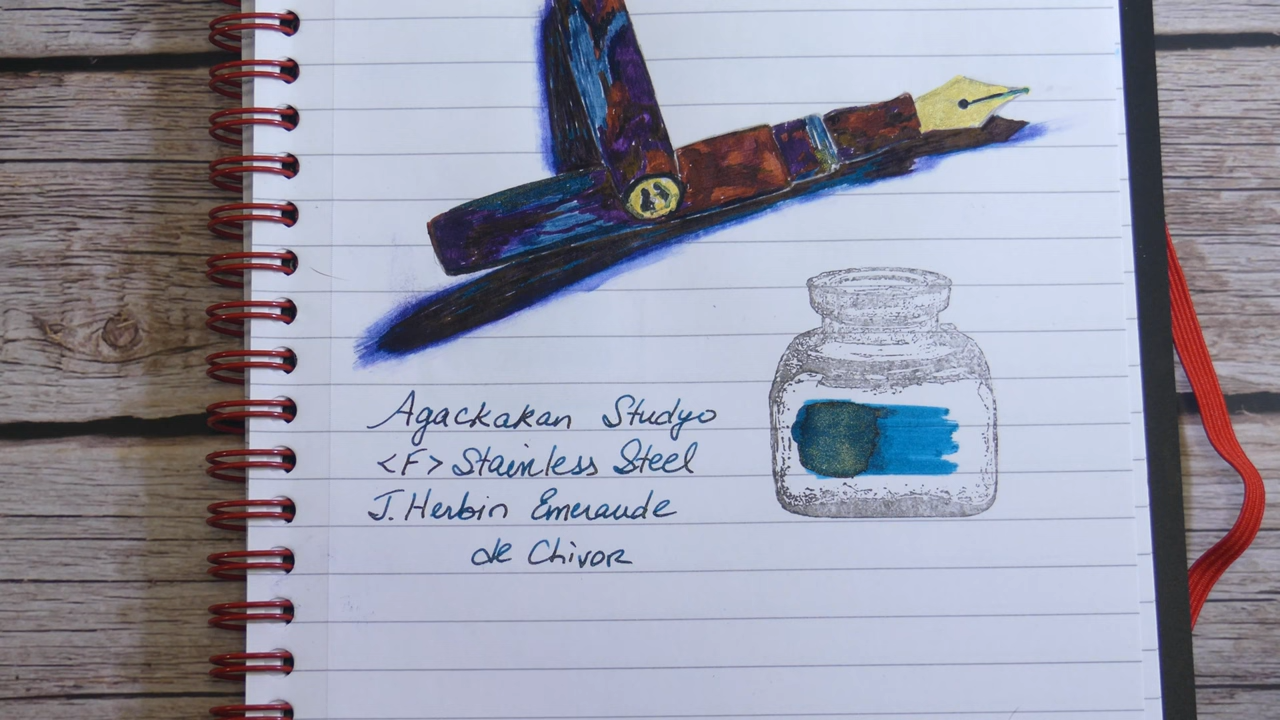 Agackakan Studyo
<F> Stainless Steel
J. Herbin Emeraude
de Chivor